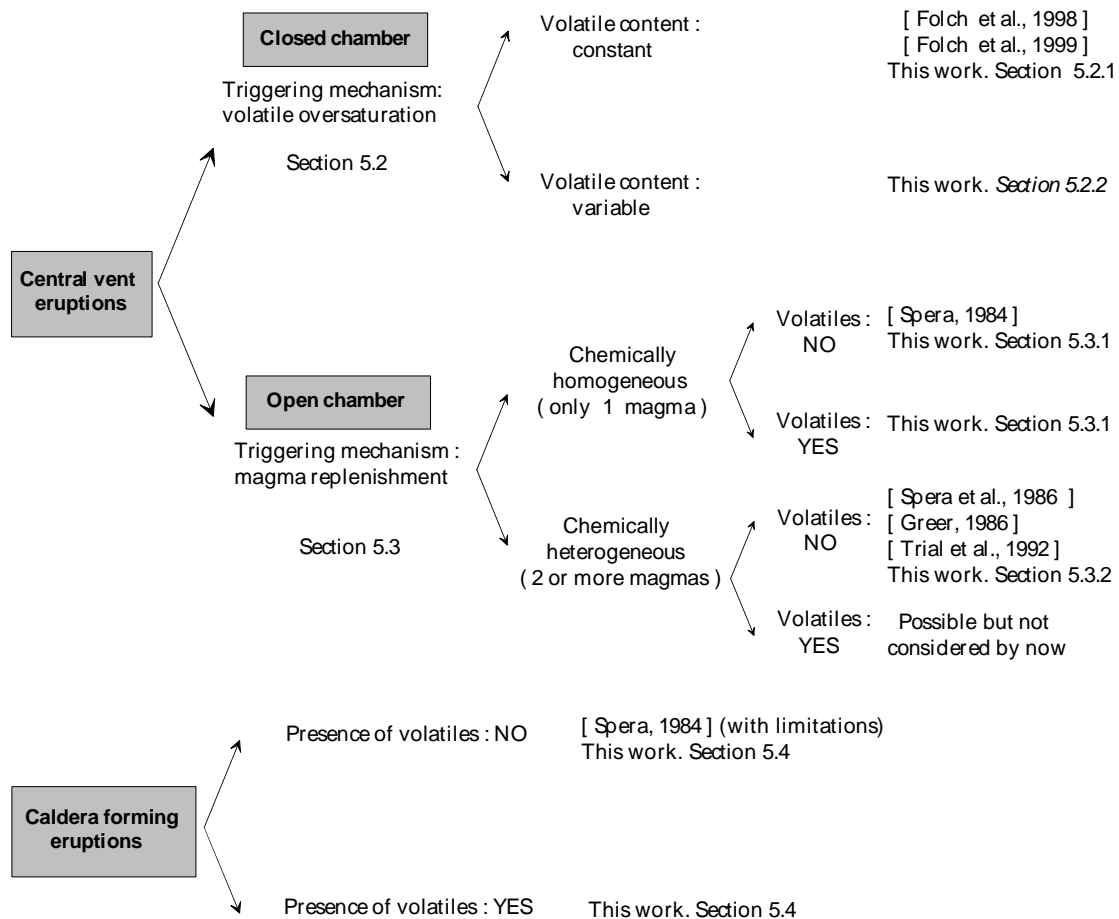 Closed chamber
Triggering mechanism:
volatile oversaturation
Section 5.2
Volatile content :
constant
[ Folch et al., 1998 ]
[ Folch et al., 1999 ]
This work. Section 5.2.1
Volatile content :
variable
This work. Section 5.2.2
Central vent
eruptions
Open chamber
Triggering mechanism :
magma replenishment
Section 5.3
Chemically
homogeneous
( only 1 magma )
Volatiles :
NO
[ Spera, 1984 ]
This work. Section 5.3.1
Volatiles :
YES
This work. Section 5.3.1
Chemically
heterogeneous
( 2 or more magmas )
Volatiles :
NO
[ Spera et al., 1986 ]
[ Greer, 1986 ]
[ Trial et al., 1992 ]
This work. Section 5.3.2
Volatiles :
YES
Possible but not
considered by now
Caldera forming
eruptions
Presence of volatiles : NO
[ Spera, 1984 ] (with limitations)
This work. Section 5.4
Presence of volatiles : YES
This work. Section 5.4